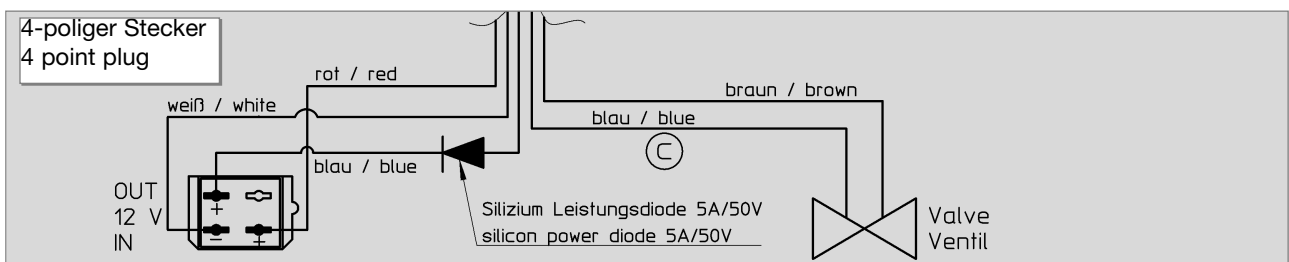 4-poliger Stecker
4 point plug
rot / red
weiß / white
braun / brown
blau / blue
C
blau / blue
OUT
12 V
IN
+
− +
Silizium Leistungsdiode 5A/50V
silicon power diode 5A/50V
Valve
Ventil